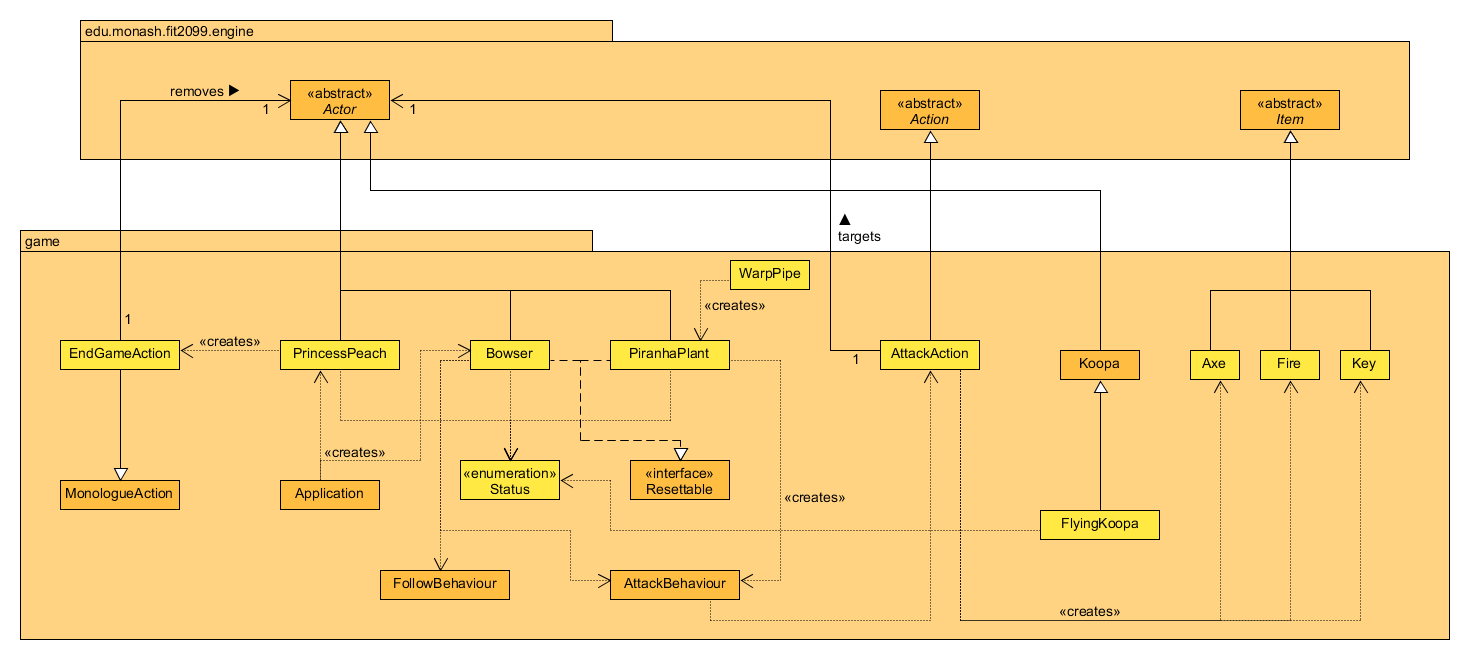 edu.monash.fit2099.engine
removes ▶
1
«abstract»
Actor
1
«abstract»
Action
«abstract»
Item
▲
targets
game
WarpPipe
«creates»
1
EndGameAction
«creates»
PrincessPeach
Bowser
PiranhaPlant
1
AttackAction
Koopa
Axe
Fire
Key
«creates»
MonologueAction
Application
«enumeration»
Status
«interface»
Resettable
«creates»
FlyingKoopa
FollowBehaviour
AttackBehaviour
«creates»